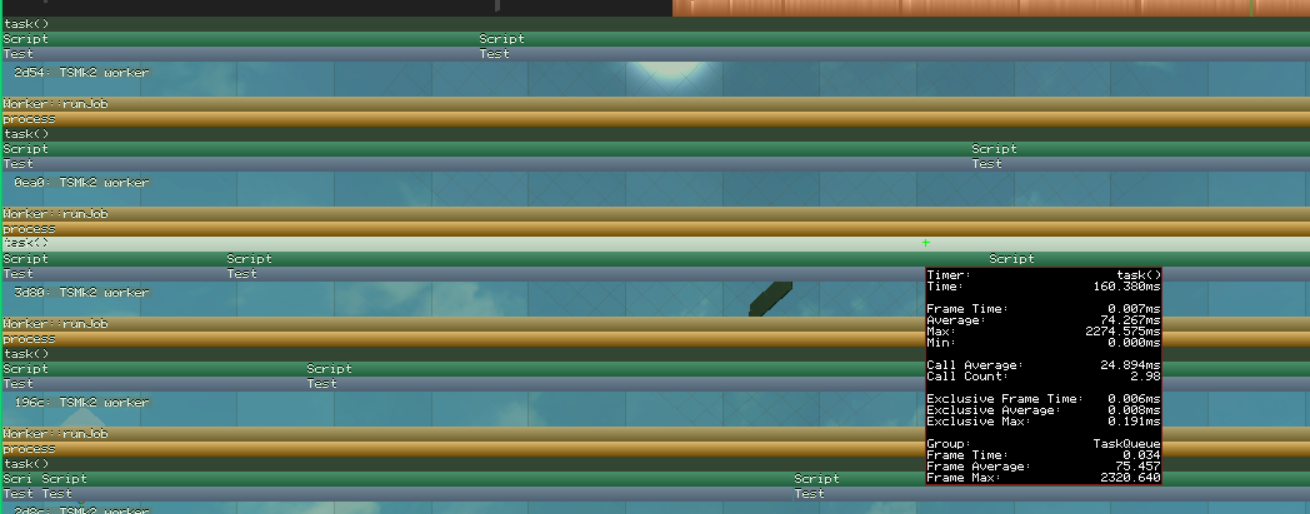 task()
Script Script
Test Test
2d54: TSMk2 worker
Worker::runJob
process
task()
Script Script
Test Test
0ea0: TSMk2 worker
Worker::runJob
process
task()
Script Script Script
Test Test
3d80: TSMk2 worker
Worker::runJob
process
task()
Script Script
Test Test
196c: TSMk2 worker
Worker::runJob
process
task()
Scri Script Script
Test Test Test
2d8c: TSMk2 worker
Timer: task()
Time: 160.380ms
Frame Time: 0.007ms
Average: 74.267ms
Max: 2274.575ms
Min: 0.000ms
Call Average: 24.894ms
Call Count: 2.98
Exclusive Frame Time: 0.006ms
Exclusive Average: 0.008ms
Exclusive Max: 0.191ms
Group: TaskQueue
Frame Time: 0.034
Frame Average: 75.457
Frame Max: 2320.640